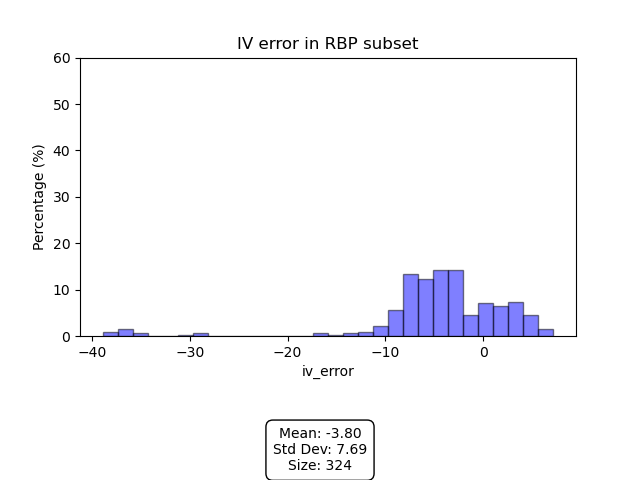 IV error in RBP subset
60
50
40
30
20
10
0
Percentage (%)
−40
−30
−20
−10
0
iv_error
Mean: -3.80
Std Dev: 7.69
Size: 324